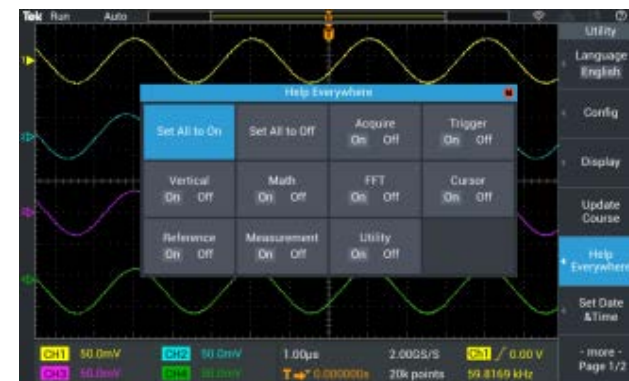 Tek Run Auto
Utility
Language
English
Config
Display
Update
Course
Help
Everywhere
Set Date
&Time
- more -
Page 1/2
Help Everywhere
Set All to On
Set All to Off
Acquire
On Off
Trigger
On Off
Vertical
On Off
Math
On Off
FFT
On Off
Cursor
On Off
Reference
On Off
Measurement
On Off
Utility
On Off
CH1 50.0mV CH2 50.0mV 1.00µs 2.00GS/S Ch1 0.00 V
CH3 50.0mV CH4 50.0mV T 0.000000s 20k points 59.8169 kHz